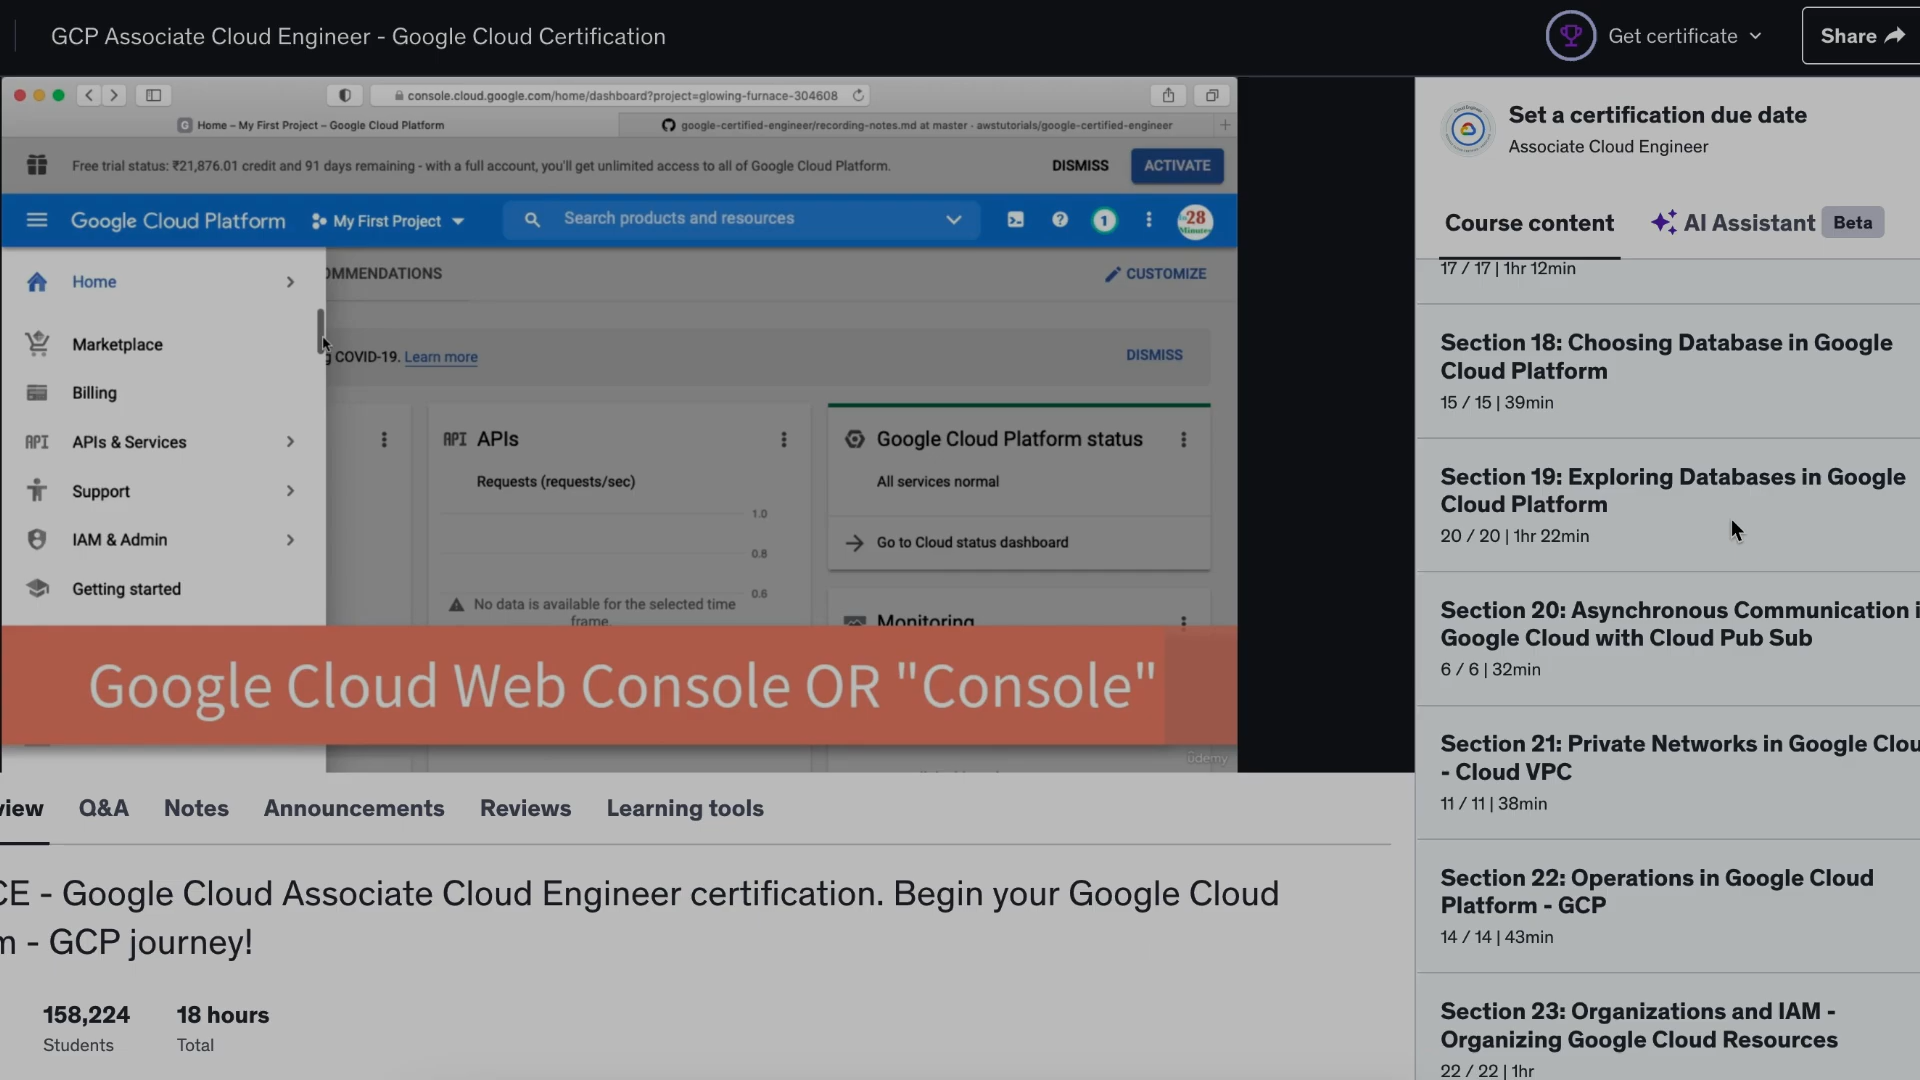 GCP Associate Cloud Engineer - Google Cloud Certification
Get certificate
Share
console.cloud.google.com/home/dashboard?project=glowing-furnace-304608
Home – My First Project – Google Cloud Platform
google-certified-engineer/recording-notes.md at master · awstutorials/google-certified-engineer
Free trial status: ₹21,876.01 credit and 91 days remaining - with a full account, you'll get unlimited access to all of Google Cloud Platform.
DISMISS
ACTIVATE
Google Cloud Platform
My First Project
Search products and resources
1
28
Minutes
Home
Marketplace
Billing
API
APIs & Services
Support
IAM & Admin
Getting started
OMMENDATIONS
CUSTOMIZE
g COVID-19. Learn more
DISMISS
API APIs
Requests (requests/sec)
1.0
0.8
0.6
No data is available for the selected time
frame.
Google Cloud Platform status
All services normal
Go to Cloud status dashboard
Monitoring
Google Cloud Web Console OR "Console"
ûdemy
view
Q&A
Notes
Announcements
Reviews
Learning tools
CE - Google Cloud Associate Cloud Engineer certification. Begin your Google Cloud
m - GCP journey!
158,224
Students
18 hours
Total
Set a certification due date
Associate Cloud Engineer
Course content
AI Assistant
Beta
17 / 17 | 1hr 12min
Section 18: Choosing Database in Google
Cloud Platform
15 / 15 | 39min
Section 19: Exploring Databases in Google
Cloud Platform
20 / 20 | 1hr 22min
Section 20: Asynchronous Communication i
Google Cloud with Cloud Pub Sub
6 / 6 | 32min
Section 21: Private Networks in Google Clou
- Cloud VPC
11 / 11 | 38min
Section 22: Operations in Google Cloud
Platform - GCP
14 / 14 | 43min
Section 23: Organizations and IAM -
Organizing Google Cloud Resources
22 / 22 | 1hr